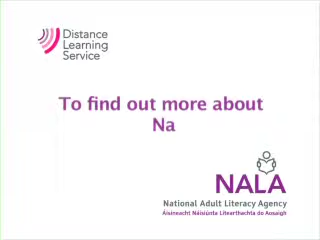 Distance
Learning
Service
To find out more about
Na
NALA
National Adult Literacy Agency
Áisíneacht Náisiúnta Litearthachta do Aosaigh